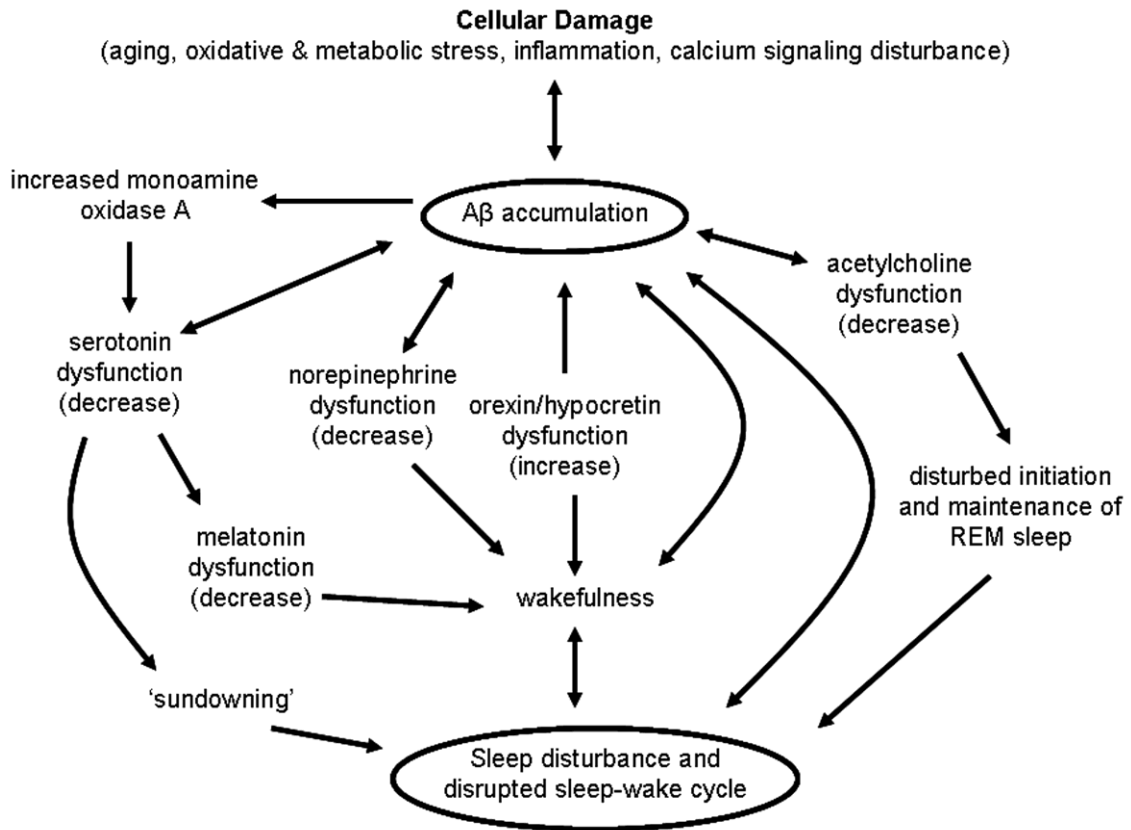 Cellular Damage
(aging, oxidative & metabolic stress, inflammation, calcium signaling disturbance)
increased monoamine
oxidase A
Aβ accumulation
acetylcholine
dysfunction
(decrease)
serotonin
dysfunction
(decrease)
norepinephrine
dysfunction
(decrease)
orexin/hypocretin
dysfunction
(increase)
disturbed initiation
and maintenance of
REM sleep
melatonin
dysfunction
(decrease)
wakefulness
‘sundowning’
Sleep disturbance and
disrupted sleep-wake cycle